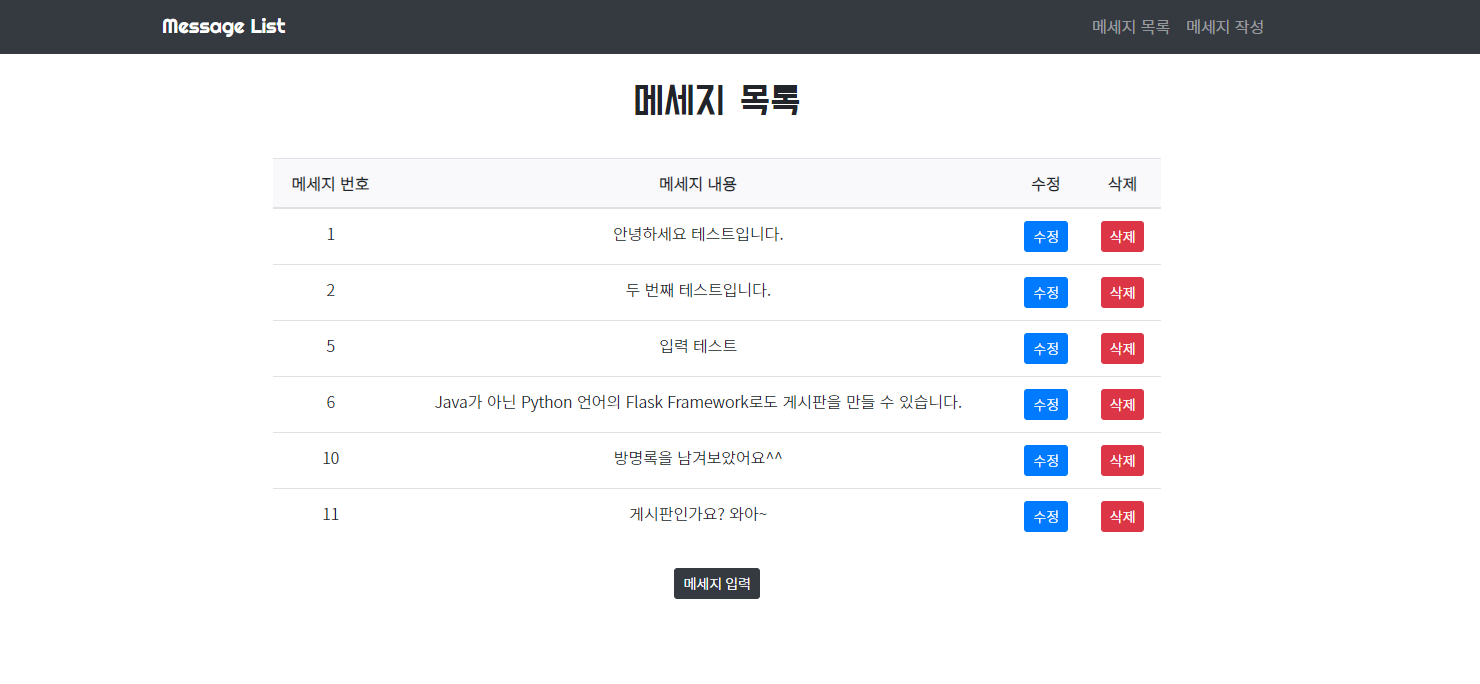 Message List 메세지 목록 메세지 작성
메세지 목록
메세지 번호 메세지 내용 수정 삭제
1 안녕하세요 테스트입니다. 수정 삭제
2 두 번째 테스트입니다. 수정 삭제
5 입력 테스트 수정 삭제
6 Java가 아닌 Python 언어의 Flask Framework로도 게시판을 만들 수 있습니다. 수정 삭제
10 방명록을 남겨보았어요^^ 수정 삭제
11 게시판인가요? 와아~ 수정 삭제
메세지 입력